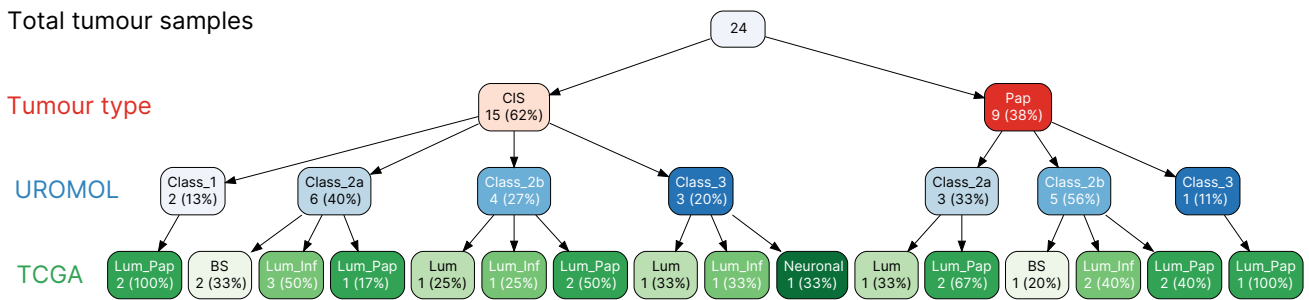 Total tumour samples
24
Tumour type
CIS
15 (62%)
Pap
9 (38%)
UROMOL
Class_1
2 (13%)
Class_2a
6 (40%)
Class_2b
4 (27%)
Class_3
3 (20%)
Class_2a
3 (33%)
Class_2b
5 (56%)
Class_3
1 (11%)
TCGA
Lum_Pap
2 (100%)
BS
2 (33%)
Lum_Inf
3 (50%)
Lum_Pap
1 (17%)
Lum
1 (25%)
Lum_Inf
1 (25%)
Lum_Pap
2 (50%)
Lum
1 (33%)
Lum_Inf
1 (33%)
Neuronal
1 (33%)
Lum
1 (33%)
Lum_Pap
2 (67%)
BS
1 (20%)
Lum_Inf
2 (40%)
Lum_Pap
2 (40%)
Lum_Pap
1 (100%)